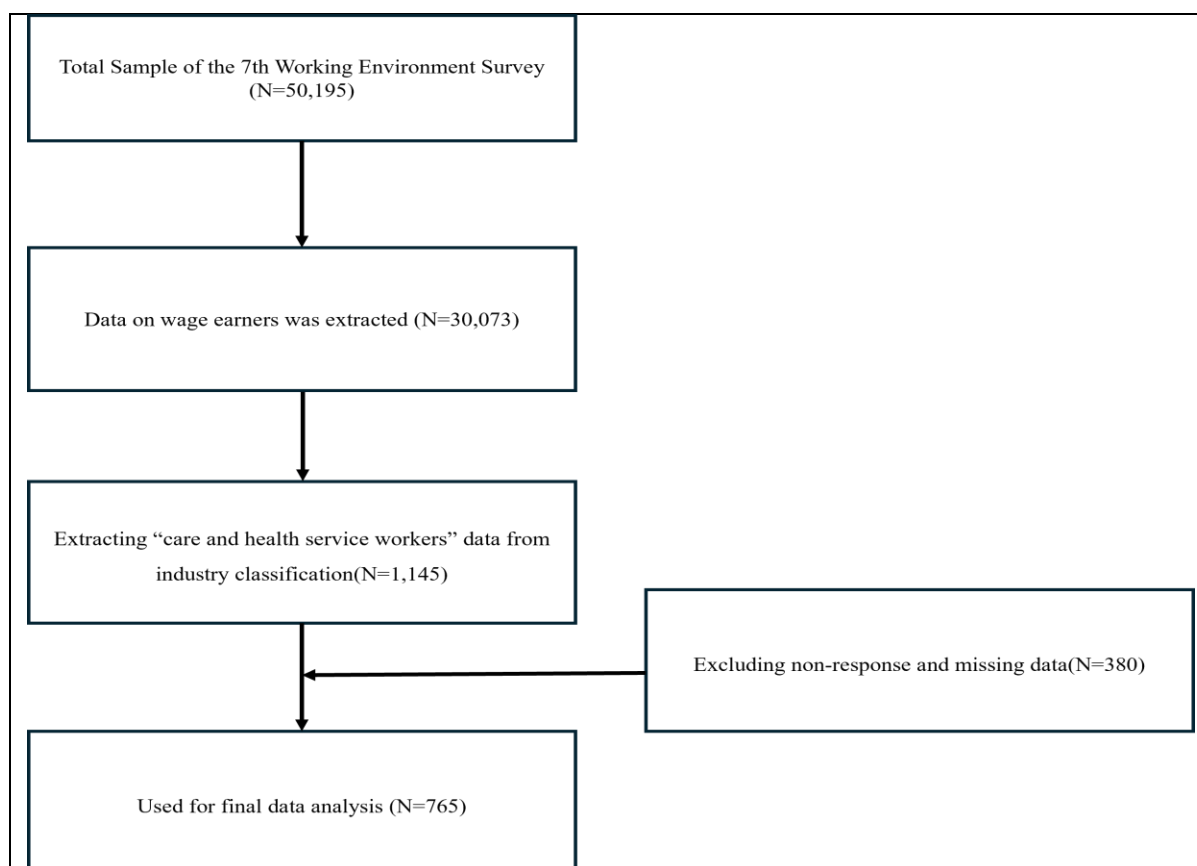 Total Sample of the 7th Working Environment Survey
(N=50,195)
Data on wage earners was extracted (N=30,073)
Extracting “care and health service workers” data from
industry classification(N=1,145)
Excluding non-response and missing data(N=380)
Used for final data analysis (N=765)